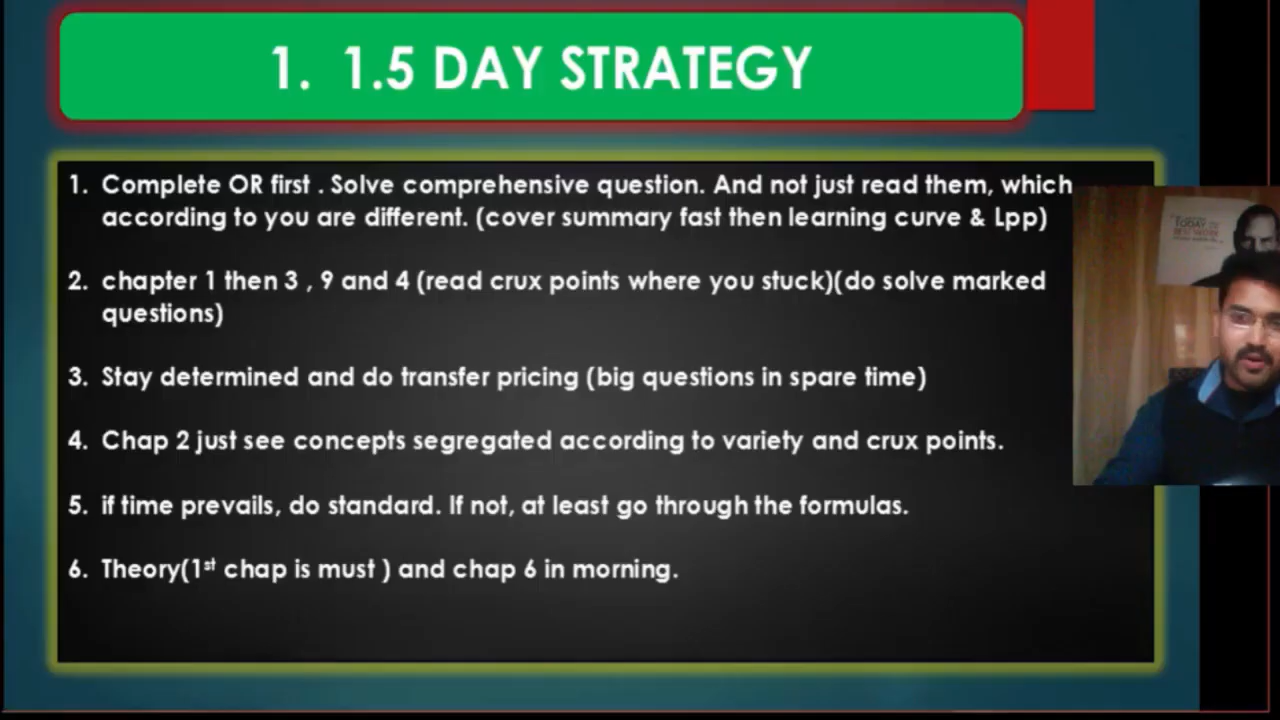 1. 1.5 DAY STRATEGY
1. Complete OR first . Solve comprehensive question. And not just read them, which
according to you are different. (cover summary fast then learning curve & Lpp)
2. chapter 1 then 3 , 9 and 4 (read crux points where you stuck)(do solve marked
questions)
3. Stay determined and do transfer pricing (big questions in spare time)
4. Chap 2 just see concepts segregated according to variety and crux points.
5. if time prevails, do standard. If not, at least go through the formulas.
6. Theory(1st chap is must ) and chap 6 in morning.
TODAY